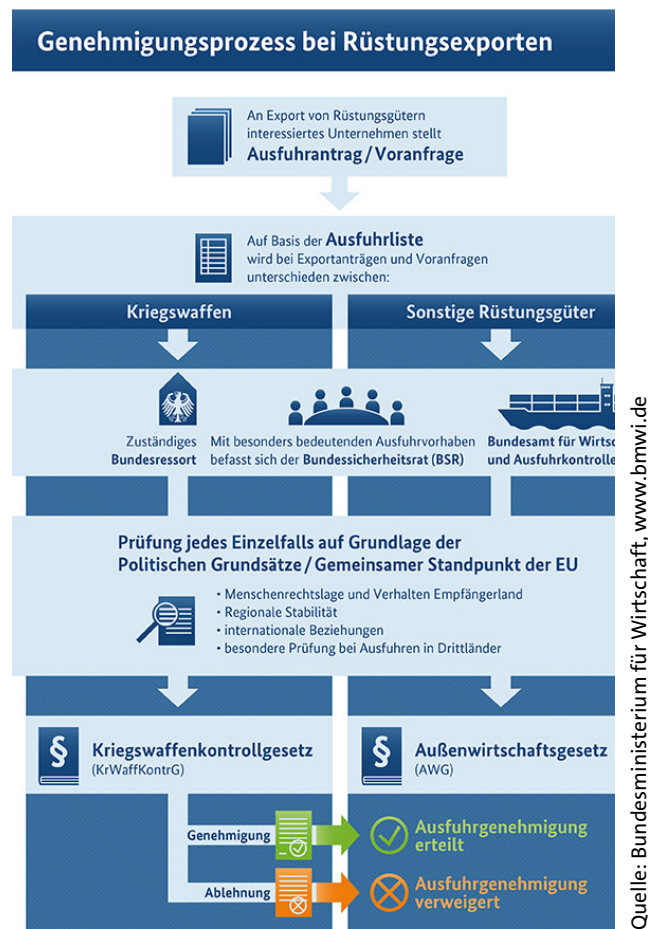 Genehmigungsprozess bei Rüstungsexporten
An Export von Rüstungsgütern
interessiertes Unternehmen stellt
Ausfuhrantrag / Voranfrage
Auf Basis der Ausfuhrliste
wird bei Exportanträgen und Voranfragen
unterschieden zwischen:
Kriegswaffen
Sonstige Rüstungsgüter
Zuständiges
Bundesressort
Mit besonders bedeutenden Ausfuhrvorhaben
befasst sich der Bundessicherheitsrat (BSR)
Bundesamt für Wirtsc
und Ausfuhrkontrolle
Prüfung jedes Einzelfalls auf Grundlage der
Politischen Grundsätze / Gemeinsamer Standpunkt der EU
• Menschenrechtslage und Verhalten Empfängerland
• Regionale Stabilität
• internationale Beziehungen
• besondere Prüfung bei Ausfuhren in Drittländer
§
Kriegswaffenkontrollgesetz
(KrWaffKontrG)
§
Außenwirtschaftsgesetz
(AWG)
Genehmigung
Ausfuhrgenehmigung
erteilt
Ablehnung
Ausfuhrgenehmigung
verweigert
Quelle: Bundesministerium für Wirtschaft, www.bmwi.de